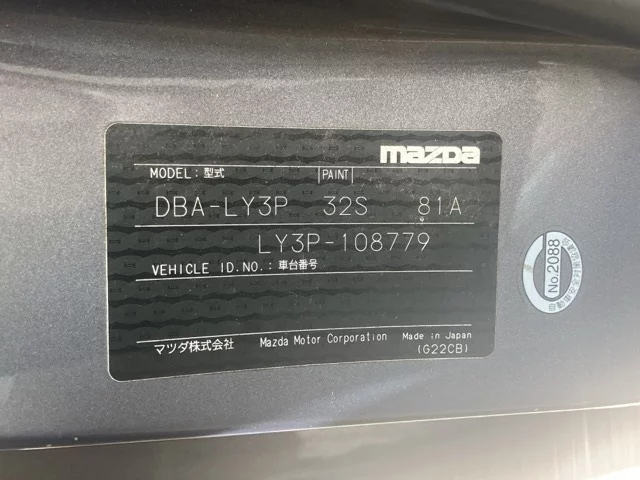 mazda
MODEL: 型式 PAINT
DBA-LY3P 32S 81A
LY3P-108779
VEHICLE ID.NO.: 車台番号
マツダ株式会社 Mazda Motor Corporation Made in Japan
(G22CB)
No.2088